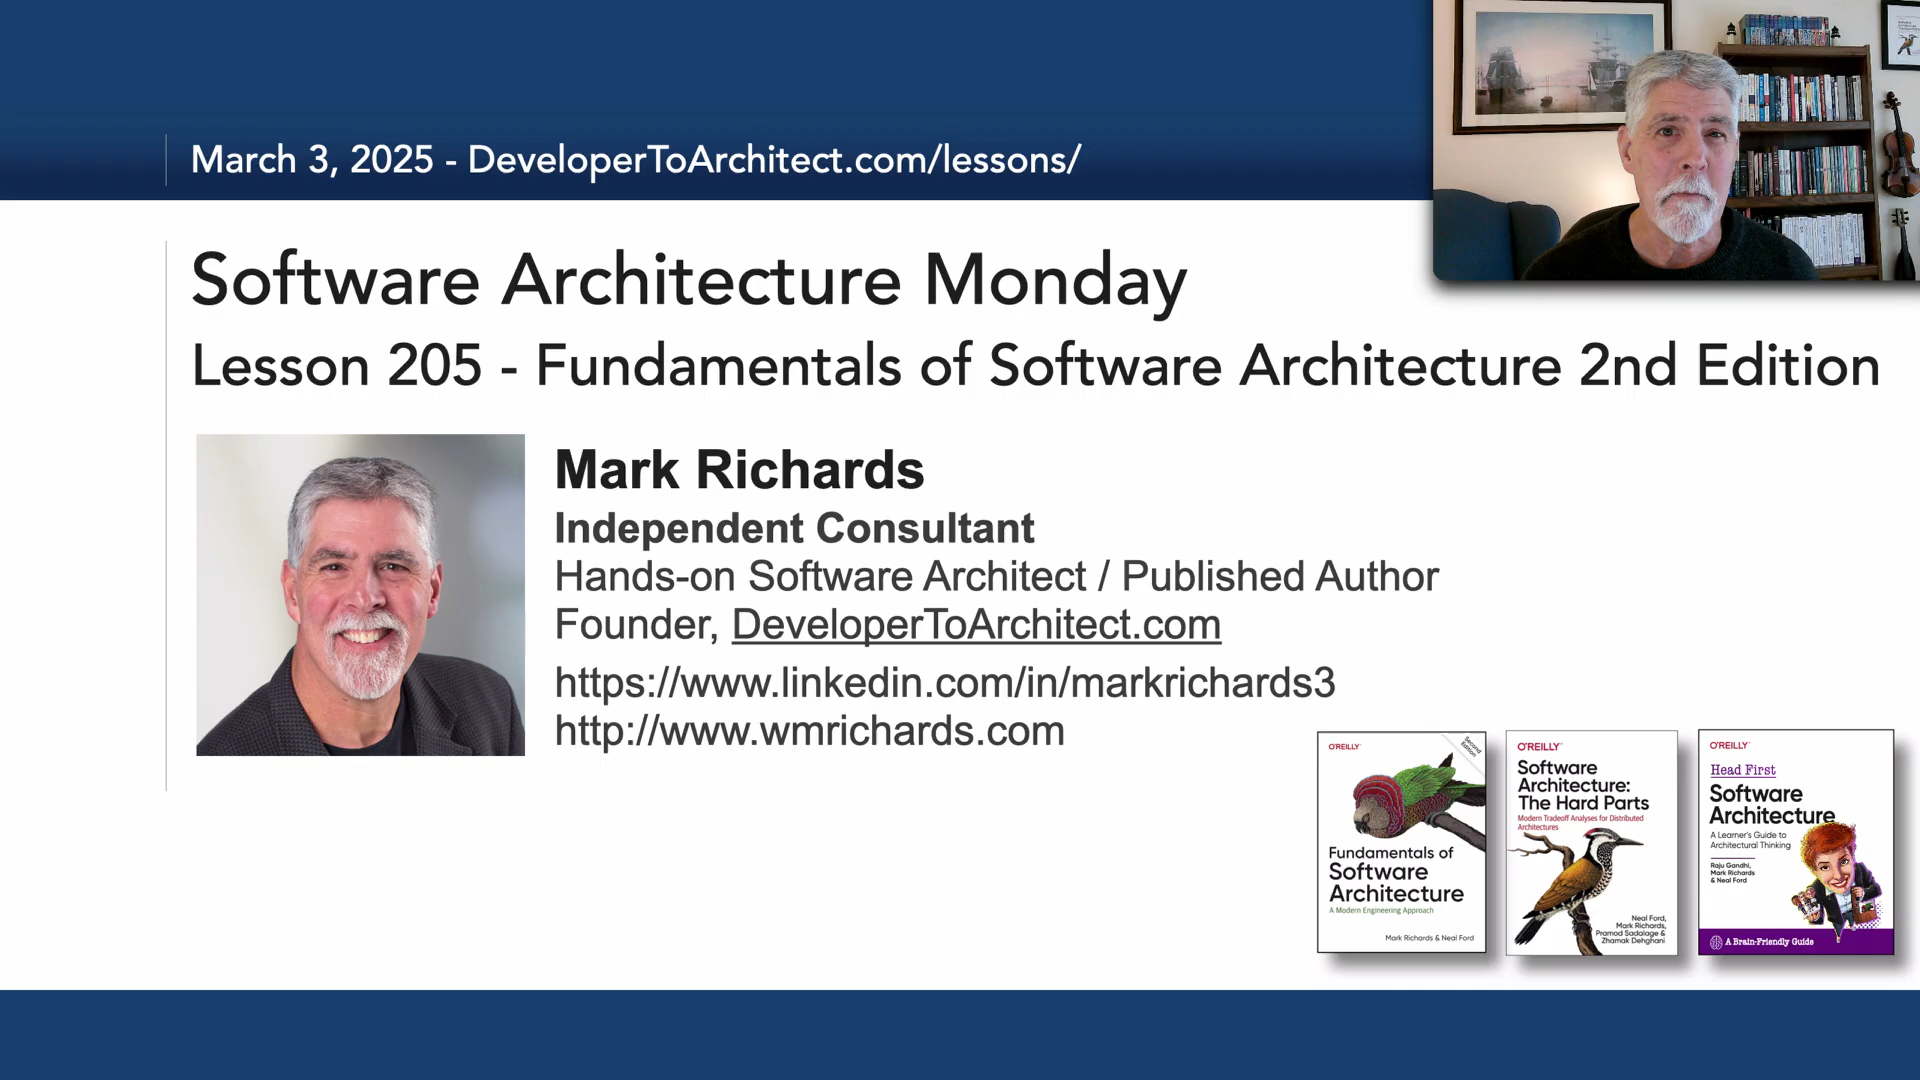 March 3, 2025 - DeveloperToArchitect.com/lessons/
Software Architecture Monday
Lesson 205 - Fundamentals of Software Architecture 2nd Edition
Mark Richards
Independent Consultant
Hands-on Software Architect / Published Author
Founder, DeveloperToArchitect.com
https://www.linkedin.com/in/markrichards3
http://www.wmrichards.com
O'REILLY
Second
Edition
Fundamentals of
Software
Architecture
A Modern Engineering Approach
Mark Richards & Neal Ford
O'REILLY
Software
Architecture:
The Hard Parts
Modern Tradeoff Analyses for Distributed
Architectures
Neal Ford,
Mark Richards,
Pramod Sadalage &
Zhamak Dehghani
O'REILLY
Head First
Software
Architecture
A Learner's Guide to
Architectural Thinking
Raju Gandhi,
Mark Richards
& Neal Ford
A Brain-Friendly Guide